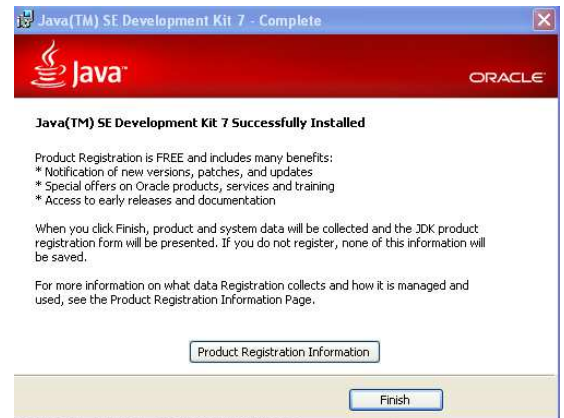 Java(TM) SE Development Kit 7 - Complete
Java™
ORACLE®
Java(TM) SE Development Kit 7 Successfully Installed
Product Registration is FREE and includes many benefits:
* Notification of new versions, patches, and updates
* Special offers on Oracle products, services and training
* Access to early releases and documentation
When you click Finish, product and system data will be collected and the JDK product
registration form will be presented. If you do not register, none of this information will
be saved.
For more information on what data Registration collects and how it is managed and
used, see the Product Registration Information Page.
Product Registration Information
Finish